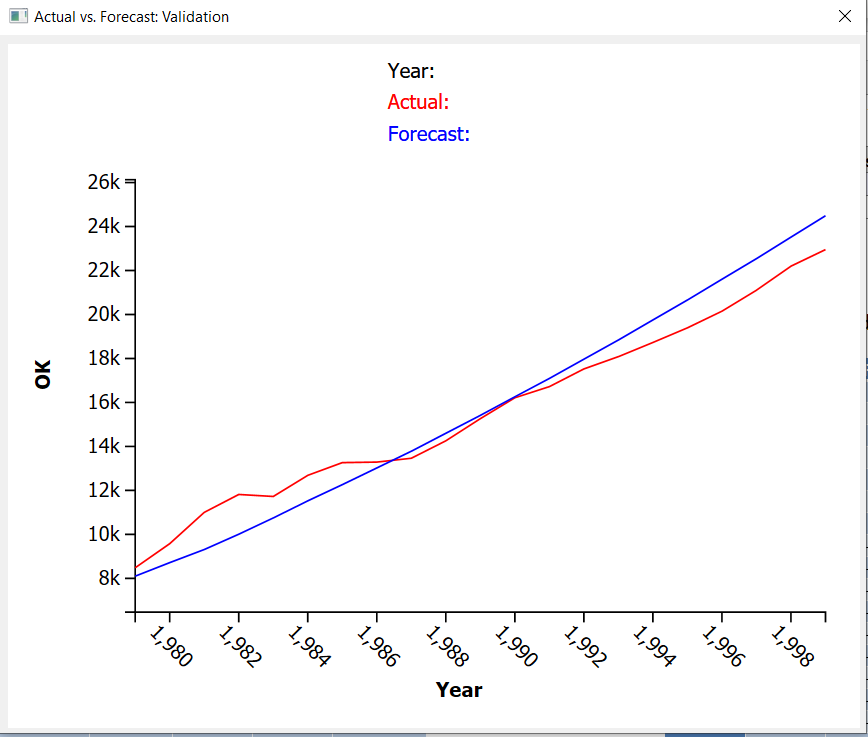 Actual vs. Forecast: Validation
Year:
Actual:
Forecast:
26k
24k
22k
20k
18k
16k
14k
12k
10k
8k
OK
1,980
1,982
1,984
1,986
1,988
1,990
1,992
1,994
1,996
1,998
Year